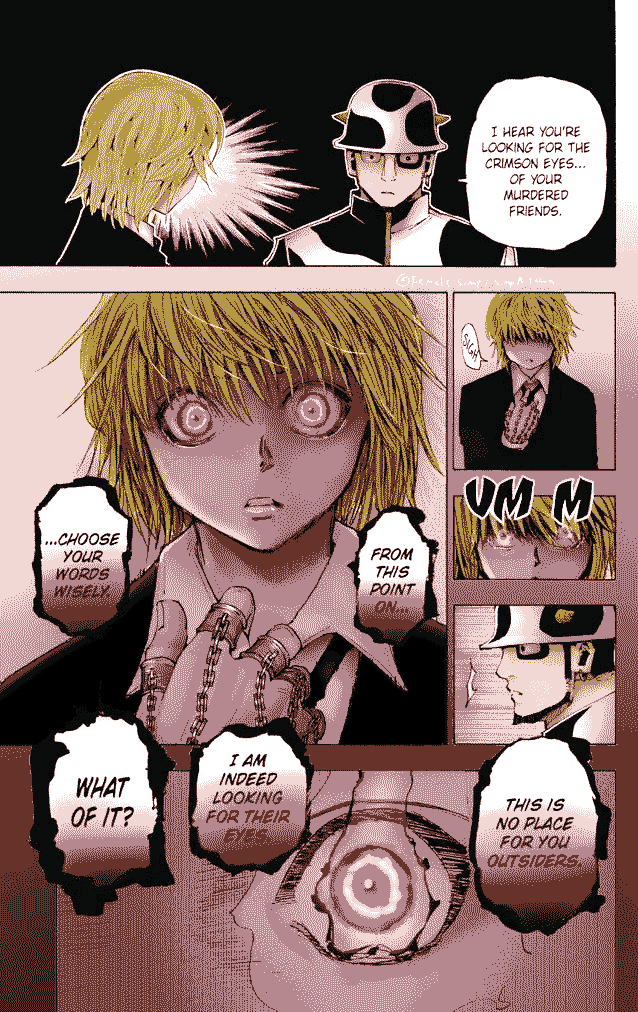 I HEAR YOU'RE
LOOKING FOR THE
CRIMSON EYES...
OF YOUR
MURDERED
FRIENDS.
SIGH
VM M
FROM
THIS
POINT
ON...
...CHOOSE
YOUR
WORDS
WISELY.
THIS IS
NO PLACE
FOR YOU
OUTSIDERS.
I AM
INDEED
LOOKING
FOR THEIR
EYES.
WHAT
OF IT?